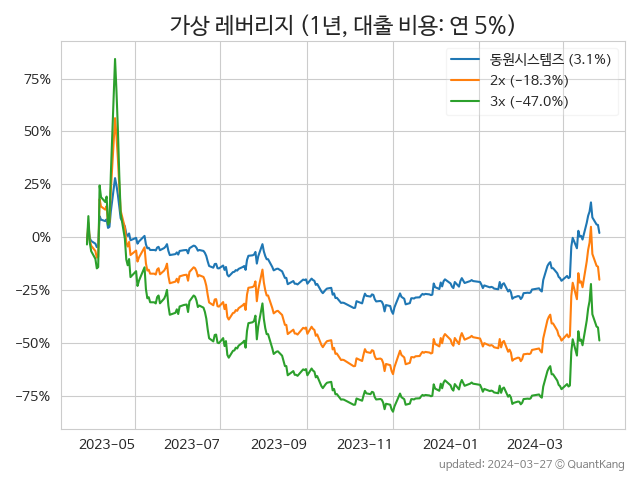 가상 레버리지 (1년, 대출 비용: 연 5%)
동원시스템즈 (3.1%)
2x (−18.3%)
3x (−47.0%)
75%
50%
25%
0%
−25%
−50%
−75%
2023-05 2023-07 2023-09 2023-11 2024-01 2024-03
updated: 2024-03-27 © QuantKang